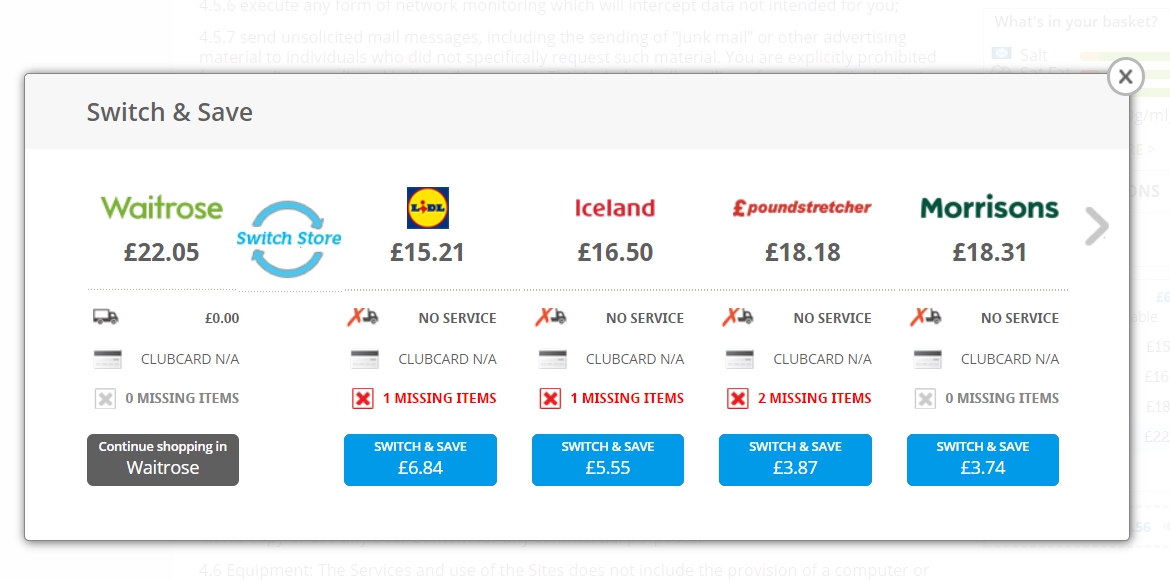 4.5.6 execute any form of network monitoring which will intercept data not intended for you;
4.5.7 send unsolicited mail messages, including the sending of "junk mail" or other advertising
material to individuals who did not specifically request such material. You are explicitly prohibited
What's in your basket?
Salt
Switch & Save
Waitrose
£22.05
Switch Store
LIDL
£15.21
Iceland
£16.50
£poundstretcher
£18.18
Morrisons
£18.31
£0.00
NO SERVICE
NO SERVICE
NO SERVICE
NO SERVICE
CLUBCARD N/A
CLUBCARD N/A
CLUBCARD N/A
CLUBCARD N/A
CLUBCARD N/A
0 MISSING ITEMS
1 MISSING ITEMS
1 MISSING ITEMS
2 MISSING ITEMS
0 MISSING ITEMS
Continue shopping in
Waitrose
SWITCH & SAVE
£6.84
SWITCH & SAVE
£5.55
SWITCH & SAVE
£3.87
SWITCH & SAVE
£3.74
4.6 Equipment: The Services and use of the Sites does not include the provision of a computer or